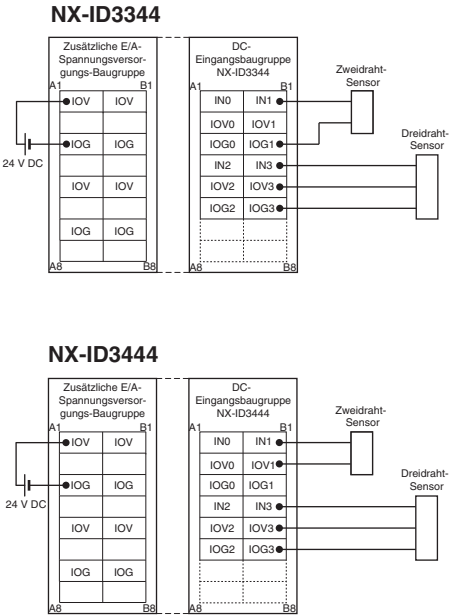 NX-ID3344
Zusätzliche E/A-
Spannungsversor-
gungs-Baugruppe
DC-
Eingangsbaugruppe
NX-ID3344
Zweidraht-
Sensor
A1 B1 A1 B1
IOV IOV IN0 IN1
IOV0 IOV1
Dreidraht-
Sensor
IOG IOG IOG0 IOG1
24 V DC
IN2 IN3
IOV IOV IOV2 IOV3
IOG2 IOG3
IOG IOG
A8 B8 A8 B8
NX-ID3444
Zusätzliche E/A-
Spannungsversor-
gungs-Baugruppe
DC-
Eingangsbaugruppe
NX-ID3444
Zweidraht-
Sensor
A1 B1 A1 B1
IOV IOV IN0 IN1
IOV0 IOV1
Dreidraht-
Sensor
IOG IOG IOG0 IOG1
24 V DC
IN2 IN3
IOV IOV IOV2 IOV3
IOG2 IOG3
IOG IOG
A8 B8 A8 B8